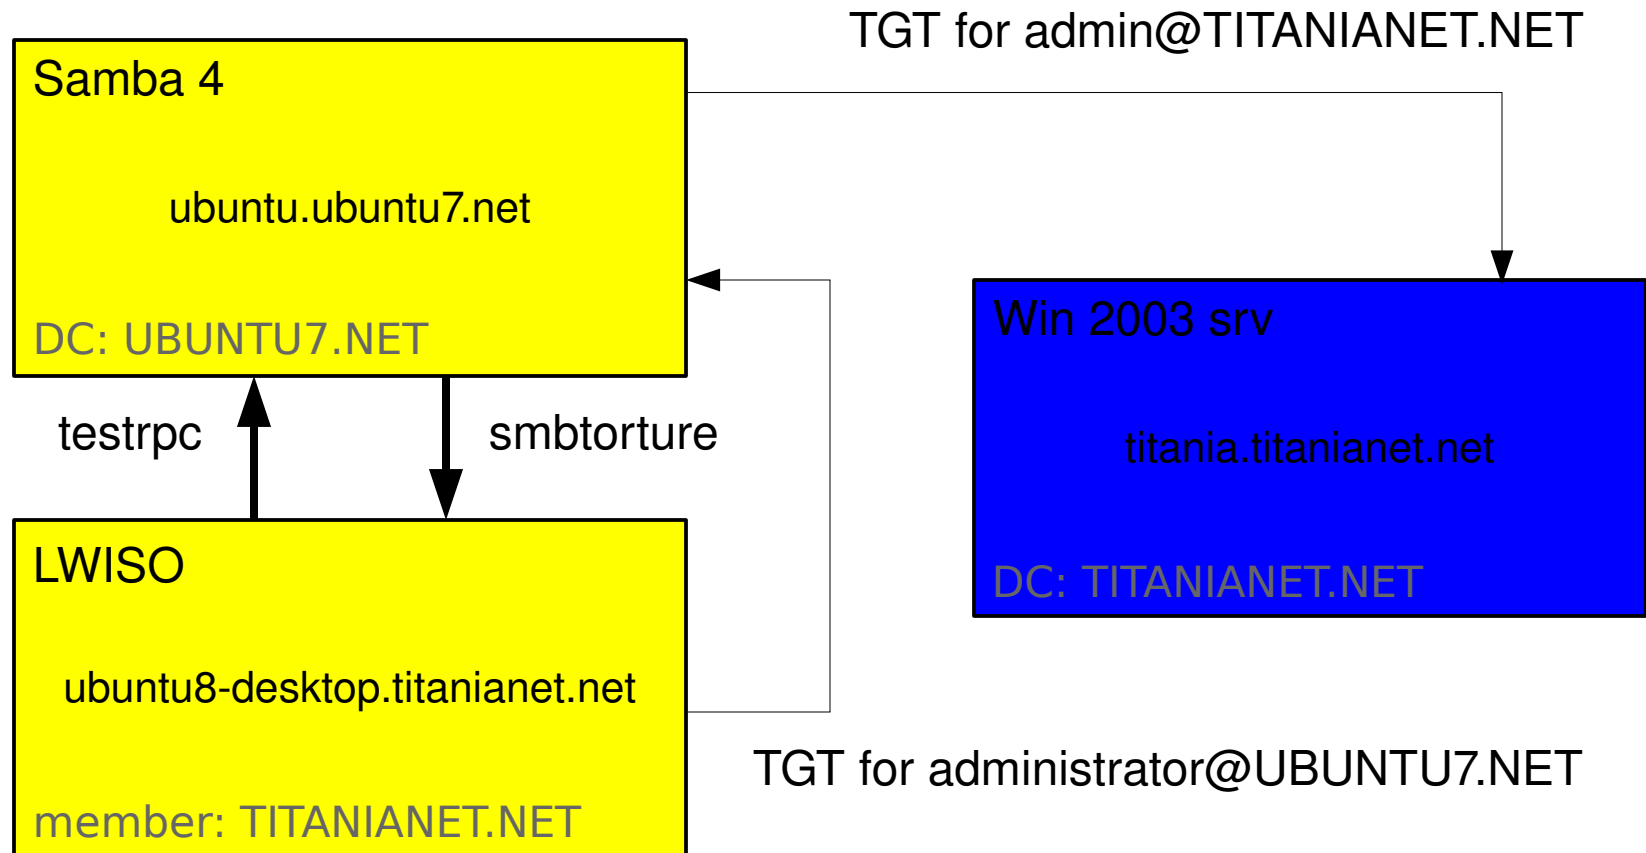 TGT for admin@TITANIANET.NET
Samba 4
ubuntu.ubuntu7.net
DC: UBUNTU7.NET
Win 2003 srv
titania.titanianet.net
DC: TITANIANET.NET
testrpc
smbtorture
LWISO
ubuntu8-desktop.titanianet.net
member: TITANIANET.NET
TGT for administrator@UBUNTU7.NET